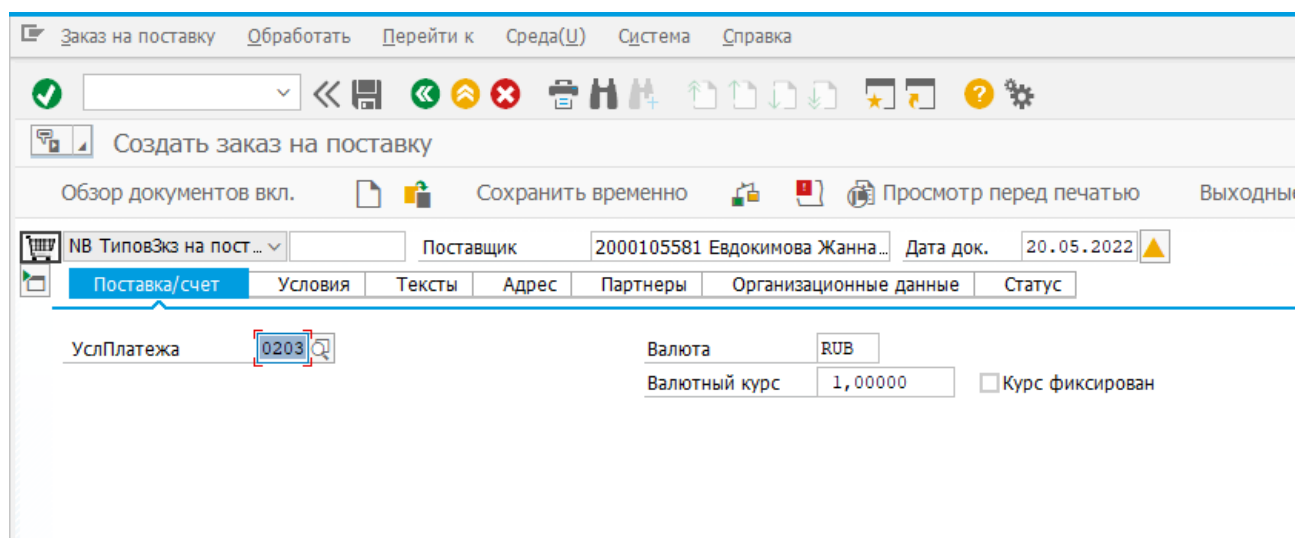 Заказ на поставку Обработать Перейти к Среда(U) Система Справка
Создать заказ на поставку
Обзор документов вкл. Сохранить временно Просмотр перед печатью Выходные
NB ТиповЗкз на пост... Поставщик 2000105581 Евдокимова Жанна... Дата док. 20.05.2022
Поставка/счет Условия Тексты Адрес Партнеры Организационные данные Статус
УслПлатежа 0203 Валюта RUB
Валютный курс 1,00000 Курс фиксирован